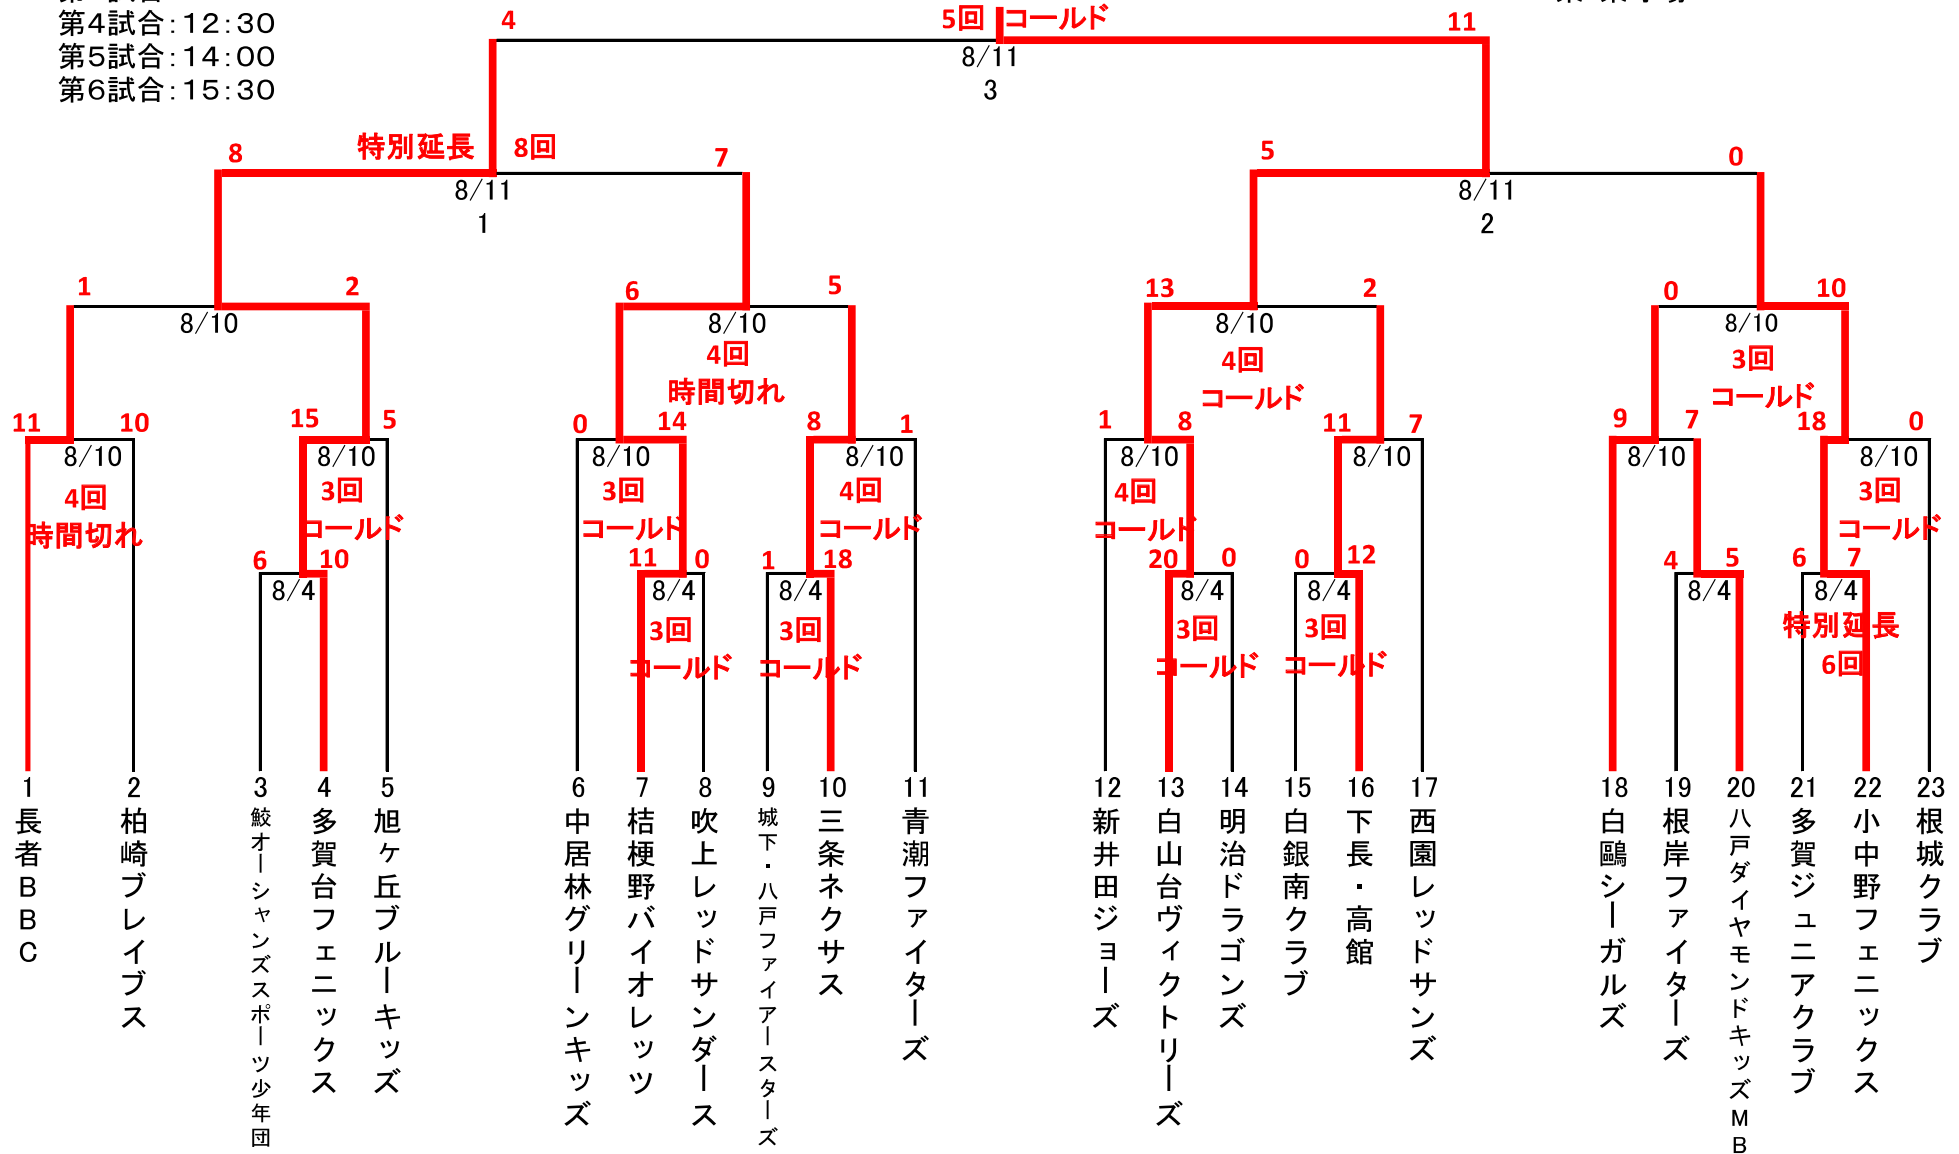 第4試合:12:30
第5試合:14:00
第6試合:15:30
4
5回 コールド
11
8/11
3
8
特別延長 8回
7
8/11
1
5
0
8/11
2
1
2
8/10
6
5
8/10
4回
時間切れ
13
2
8/10
4回
コールド
0
10
8/10
3回
コールド
11
10
8/10
4回
時間切れ
15
5
8/10
3回
コールド
0
14
8/10
3回
コールド
8
1
8/10
4回
コールド
1
8
8/10
4回
コールド
11
7
8/10
9
7
8/10
18
0
8/10
3回
コールド
6
10
8/4
11
0
8/4
3回
コールド
1
18
8/4
3回
コールド
20
0
8/4
3回
コールド
0
12
8/4
3回
コールド
4
5
8/4
6
7
8/4
特別延長
6回
1 長者BBC
2 柏崎ブレイブス
3 鮫オーシャンズスポーツ少年団
4 多賀台フェニックス
5 旭ヶ丘ブルーキッズ
6 中居林グリーンキッズ
7 桔梗野バイオレッツ
8 吹上レッドサンダース
9 城下・八戸ファイアースターズ
10 三条ネクサス
11 青潮ファイターズ
12 新井田ジョーズ
13 白山台ヴィクトリーズ
14 明治ドラゴンズ
15 白銀南クラブ
16 下長・高館
17 西園レッドサンズ
18 白鷗シーガルズ
19 根岸ファイターズ
20 八戸ダイヤモンドキッズMB
21 多賀ジュニアクラブ
22 小中野フェニックス
23 根城クラブ